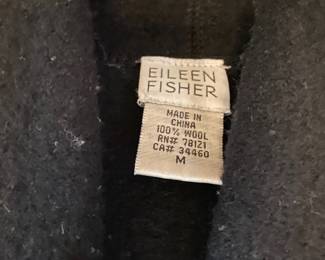 EILEEN
FISHER
MADE IN
CHINA
100% WOOL
RN# 78121
CA# 34460
M